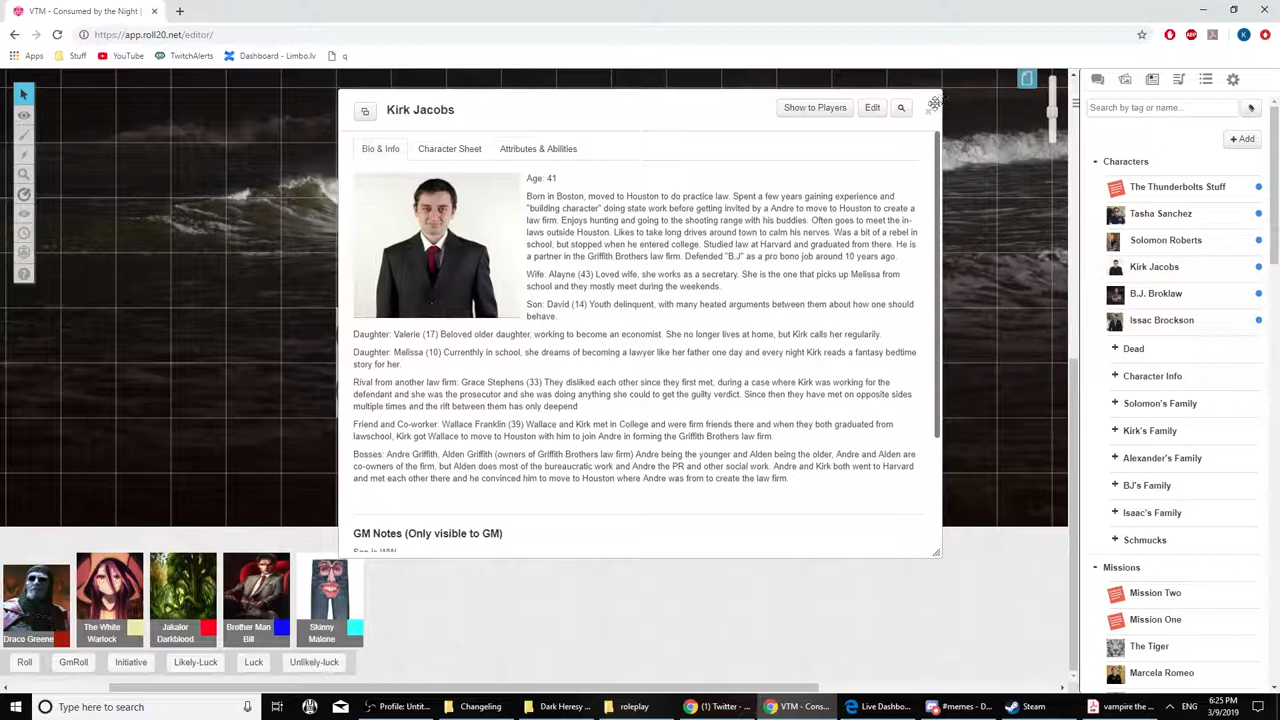 VTM - Consumed by the Night |
https://app.roll20.net/editor/
Apps Stuff YouTube TwitchAlerts Dashboard - Limbo.lv q
Kirk Jacobs
Show to Players Edit
Bio & Info Character Sheet Attributes & Abilities
Age: 41
Born in Boston, moved to Houston to do practice law. Spent a few years gaining experience and
"building character" doing state work before getting invited by a Andre to move to Houston to create a
law firm. Enjoys hunting and going to the shooting range with his buddies. Often goes to meet the in-
laws outside Houston. Likes to take long drives around town to calm his nerves. Was a bit of a rebel in
school, but stopped when he entered college. Studied law at Harvard and graduated from there. He is
a partner in the Griffith Brothers law firm. Defended "B.J" as a pro bono job around 10 years ago.
Wife: Alayne (43) Loved wife, she works as a secretary. She is the one that picks up Melissa from
school and they mostly meet during the weekends.
Son: David (14) Youth delinquent, with many heated arguments between them about how one should
behave.
Daughter: Valerie (17) Beloved older daughter, working to become an economist. She no longer lives at home, but Kirk calls her regularily.
Daughter: Melissa (10) Currenthly in school, she dreams of becoming a lawyer like her father one day and every night Kirk reads a fantasy bedtime
story for her.
Rival from another law firm: Grace Stephens (33) They disliked each other since they first met, during a case where Kirk was working for the
defendant and she was the prosecutor and she was doing anything she could to get the guilty verdict. Since then they have met on opposite sides
multiple times and the rift between them has only deepend
Friend and Co-worker: Wallace Franklin (39) Wallace and Kirk met in College and were firm friends there and when they both graduated from
lawschool, Kirk got Wallace to move to Houston with him to join Andre in forming the Griffith Brothers law firm.
Bosses: Andre Griffith, Alden Griffith (owners of Griffith Brothers law firm) Andre being the younger and Alden being the older, Andre and Alden are
co-owners of the firm, but Alden does most of the bureaucratic work and Andre the PR and other social work. Andre and Kirk both went to Harvard
and met each other there and he convinced him to move to Houston where Andre was from to create the law firm.
GM Notes (Only visible to GM)
Son is WW
Search by tag or name...
+ Add
Characters
The Thunderbolts Stuff
Tasha Sanchez
Solomon Roberts
Kirk Jacobs
B.J. Broklaw
Issac Brockson
Dead
Character Info
Solomon's Family
Kirk's Family
Alexander's Family
BJ's Family
Isaac's Family
Schmucks
Missions
Mission Two
Mission One
The Tiger
Marcela Romeo
Draco Greene
The White
Warlock
Jakalor
Darkblood
Brother Man
Bill
Skinny
Malone
Roll GmRoll Initiative Likely-Luck Luck Unlikely-luck
Type here to search
Profile: Untit... Changeling Dark Heresy ... roleplay (1) Twitter - ... VTM - Cons... Live Dashbo... #memes - D... Steam vampire the ...
ENG
6:25 PM
3/9/2019